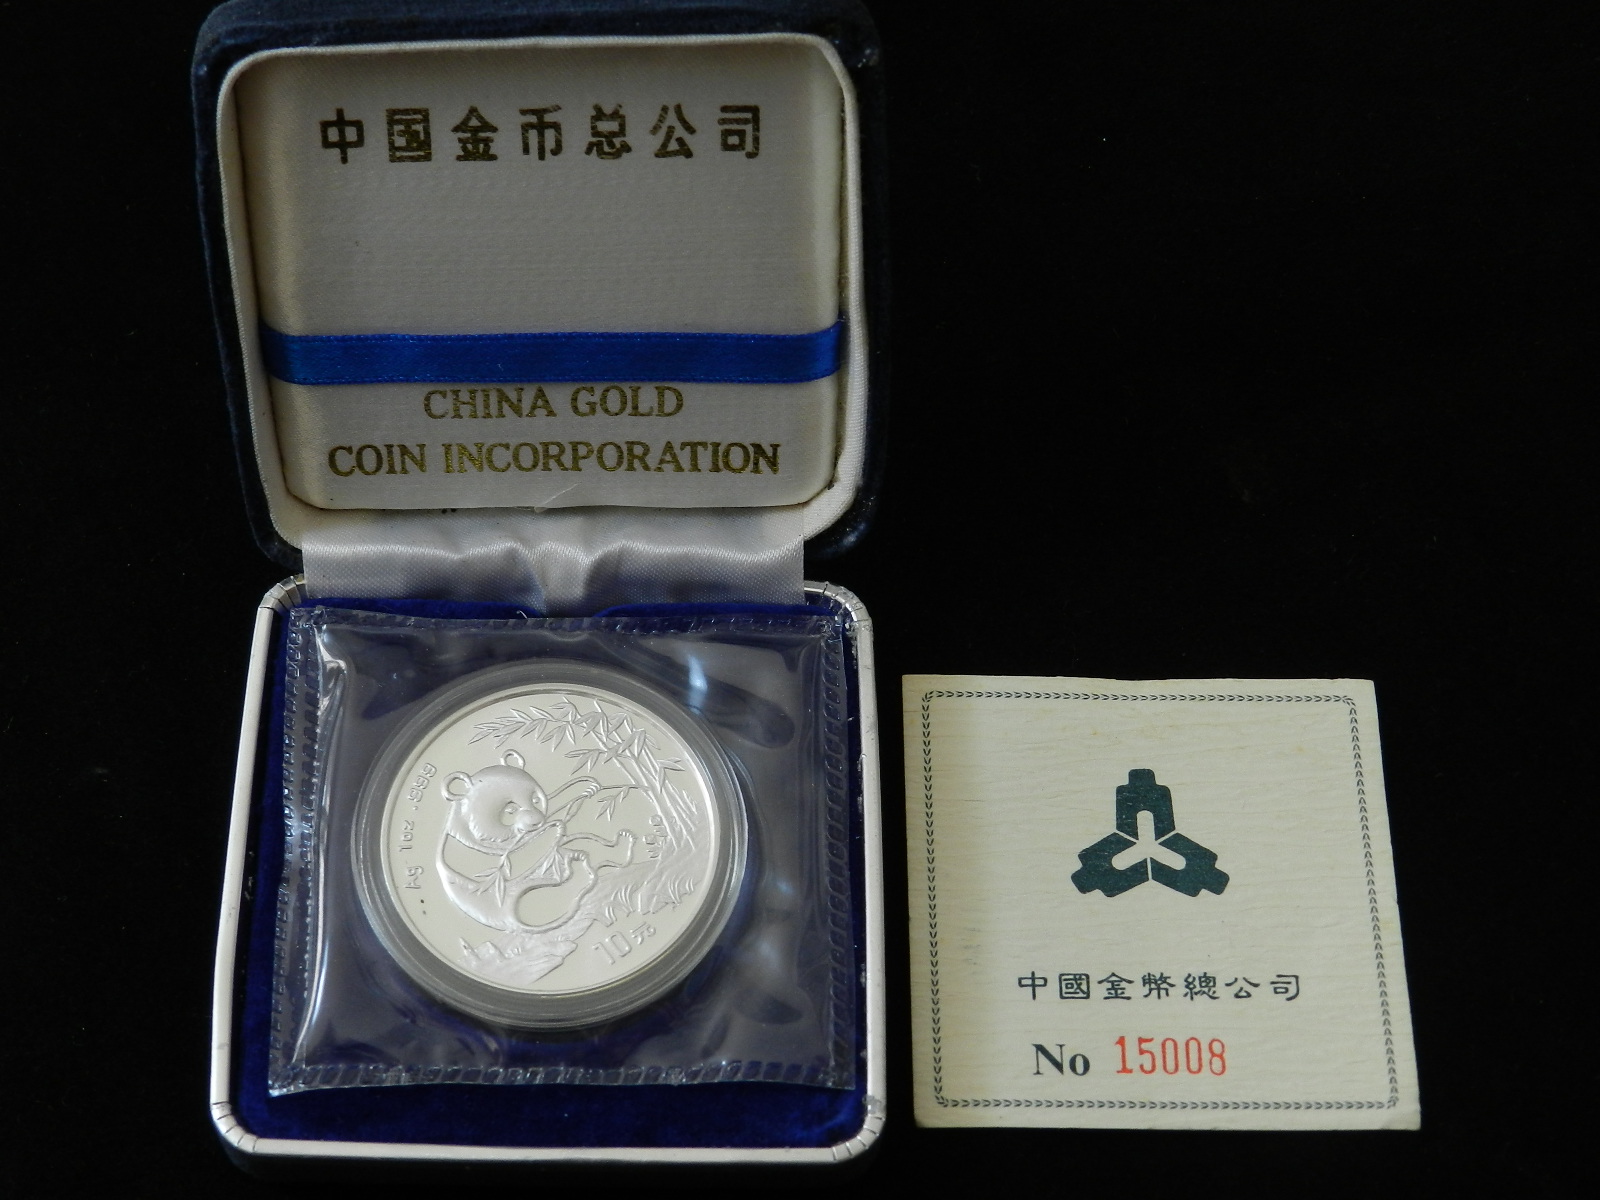 中国金币总公司
CHINA GOLD
COIN INCORPORATION
Ag 1oz .999
10元
中國金幣總公司
No 15008